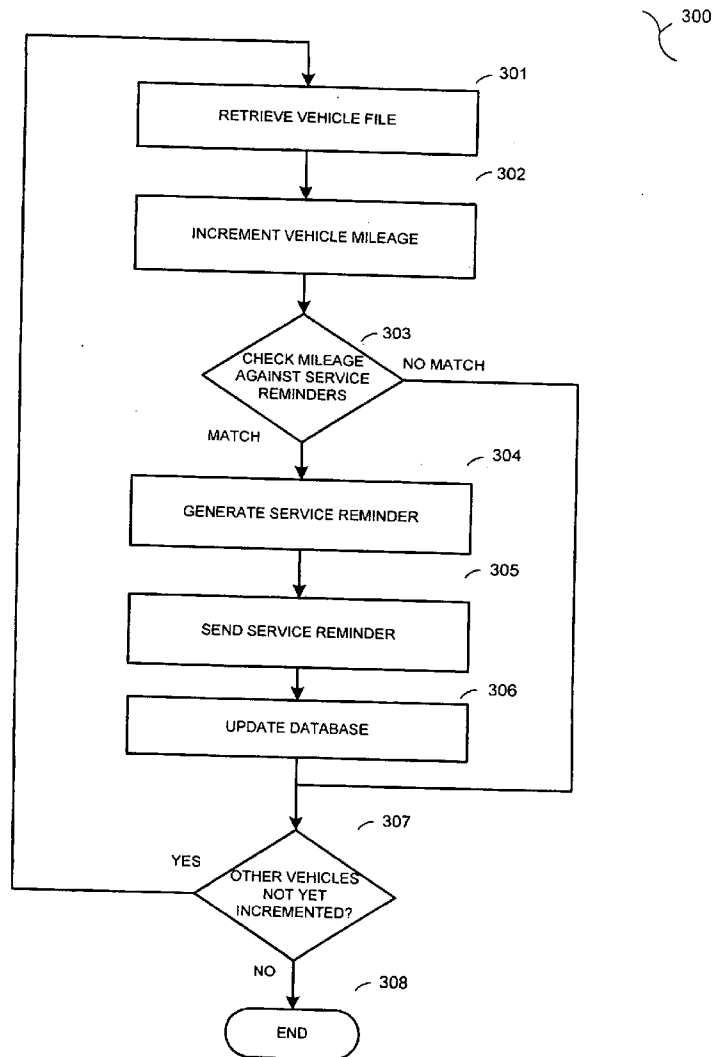 300
301
RETRIEVE VEHICLE FILE
302
INCREMENT VEHICLE MILEAGE
303
CHECK MILEAGE
AGAINST SERVICE
REMINDERS
NO MATCH
MATCH
304
GENERATE SERVICE REMINDER
305
SEND SERVICE REMINDER
306
UPDATE DATABASE
307
YES
OTHER VEHICLES
NOT YET
INCREMENTED?
NO
308
END